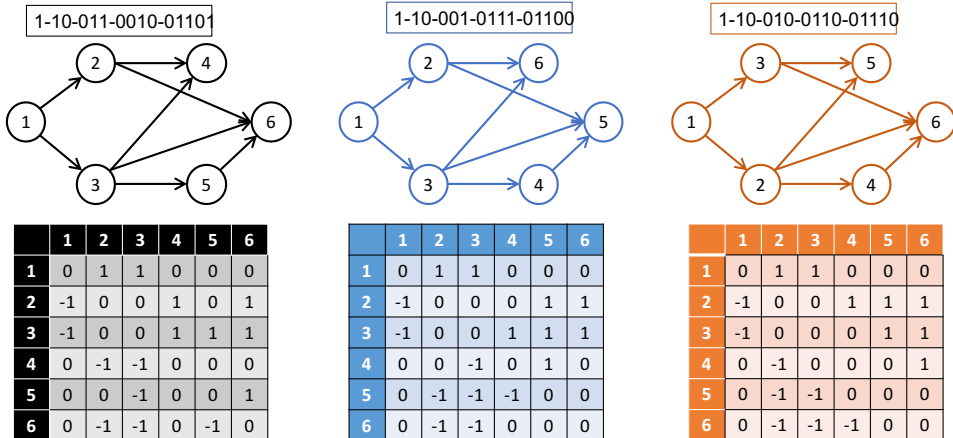 1-10-011-0010-01101
2 4
1 6
3 5
1 2 3 4 5 6
1 0 1 1 0 0 0
2 -1 0 0 1 0 1
3 -1 0 0 1 1 1
4 0 -1 -1 0 0 0
5 0 0 -1 0 0 1
6 0 -1 -1 0 -1 0
1-10-001-0111-01100
2 6
1 5
3 4
1 2 3 4 5 6
1 0 1 1 0 0 0
2 -1 0 0 0 1 1
3 -1 0 0 1 1 1
4 0 0 -1 0 1 0
5 0 -1 -1 -1 0 0
6 0 -1 -1 0 0 0
1-10-010-0110-01110
3 5
1 6
2 4
1 2 3 4 5 6
1 0 1 1 0 0 0
2 -1 0 0 1 1 1
3 -1 0 0 0 1 1
4 0 -1 0 0 0 1
5 0 -1 -1 0 0 0
6 0 -1 -1 -1 0 0